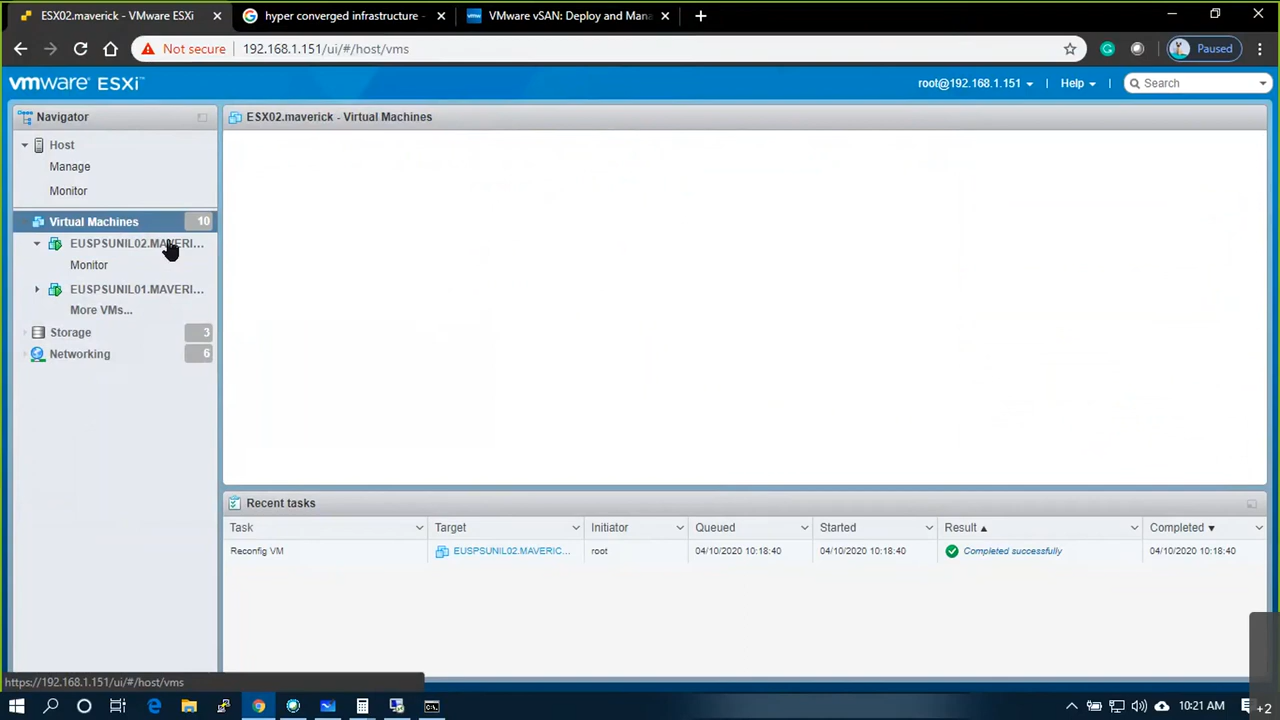 ESX02.maverick - VMware ESXi
hyper converged infrastructure -
vmw
VMware vSAN: Deploy and Mana
Not secure
192.168.1.151/ui/#/host/vms
Paused
vmware ESXi™
root@192.168.1.151
Help
Search
Navigator
ESX02.maverick - Virtual Machines
Host
Manage
Monitor
Virtual Machines 10
EUSPSUNIL02.MAVERI...
Monitor
EUSPSUNIL01.MAVERI...
More VMs...
Storage 3
Networking 6
Recent tasks
Task Target Initiator Queued Started Result Completed
Reconfig VM EUSPSUNIL02.MAVERIC... root 04/10/2020 10:18:40 04/10/2020 10:18:40 Completed successfully 04/10/2020 10:18:40
https://192.168.1.151/ui/#/host/vms
10:21 AM
+2